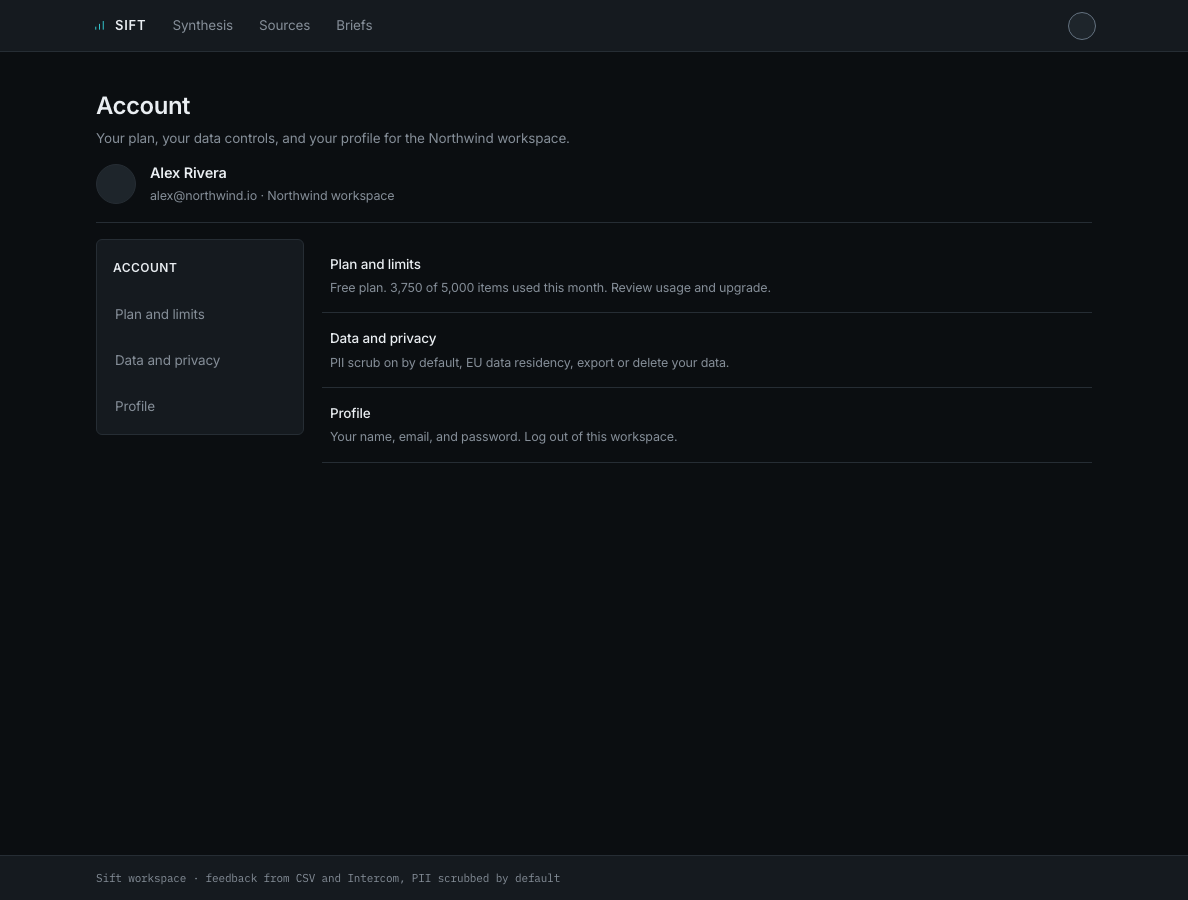 SIFT Synthesis Sources Briefs
Account
Your plan, your data controls, and your profile for the Northwind workspace.
Alex Rivera
alex@northwind.io · Northwind workspace
ACCOUNT
Plan and limits
Data and privacy
Profile
Plan and limits
Free plan. 3,750 of 5,000 items used this month. Review usage and upgrade.
Data and privacy
PII scrub on by default, EU data residency, export or delete your data.
Profile
Your name, email, and password. Log out of this workspace.
Sift workspace · feedback from CSV and Intercom, PII scrubbed by default